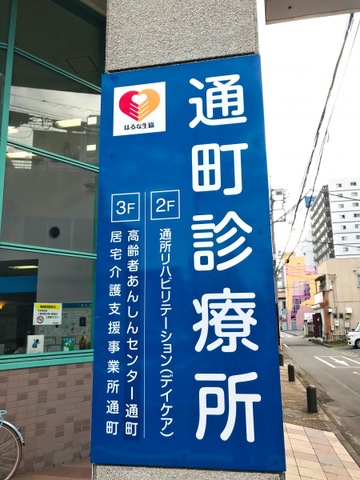 はるな生協
通町診療所
2F
通所リハビリテーション(デイケア)
3F
高齢者あんしんセンター通町
居宅介護支援事業所通町